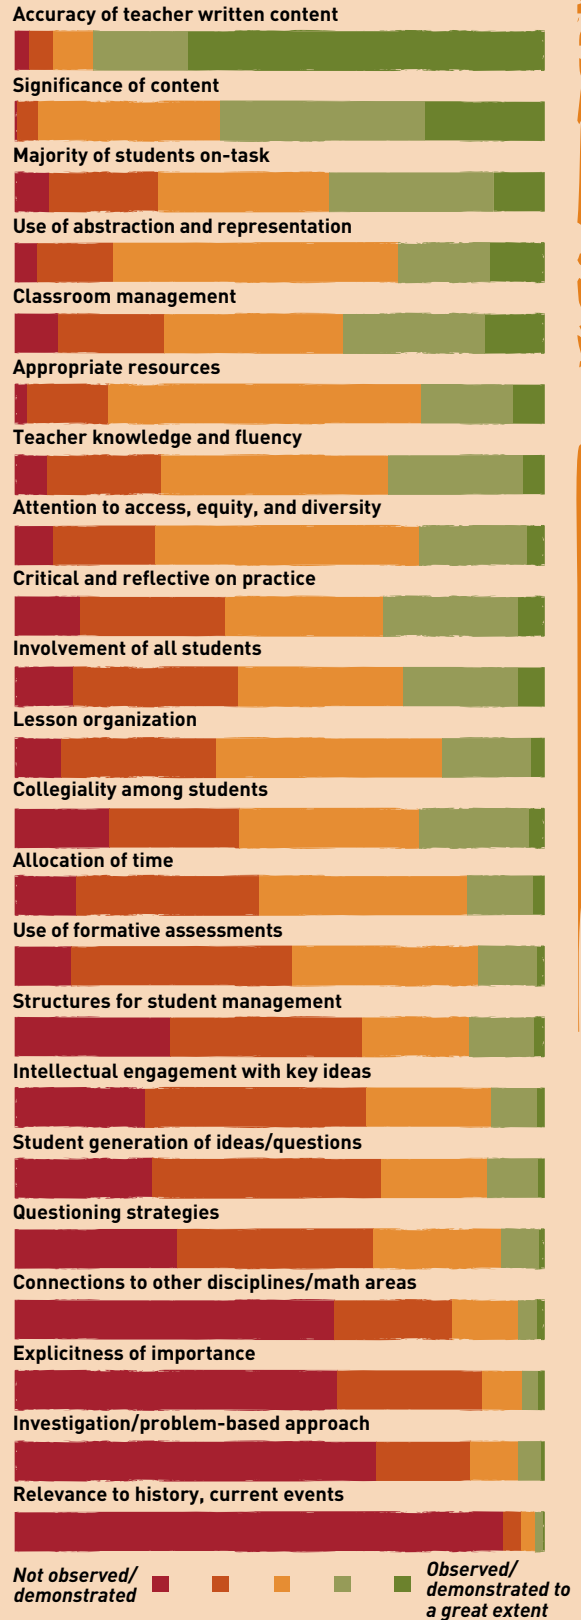 Accuracy of teacher written content
Significance of content
Majority of students on-task
Use of abstraction and representation
Classroom management
Appropriate resources
Teacher knowledge and fluency
Attention to access, equity, and diversity
Critical and reflective on practice
Involvement of all students
Lesson organization
Collegiality among students
Allocation of time
Use of formative assessments
Structures for student management
Intellectual engagement with key ideas
Student generation of ideas/questions
Questioning strategies
Connections to other disciplines/math areas
Explicitness of importance
Investigation/problem-based approach
Relevance to history, current events
Not observed/
demonstrated
Observed/
demonstrated to
a great extent